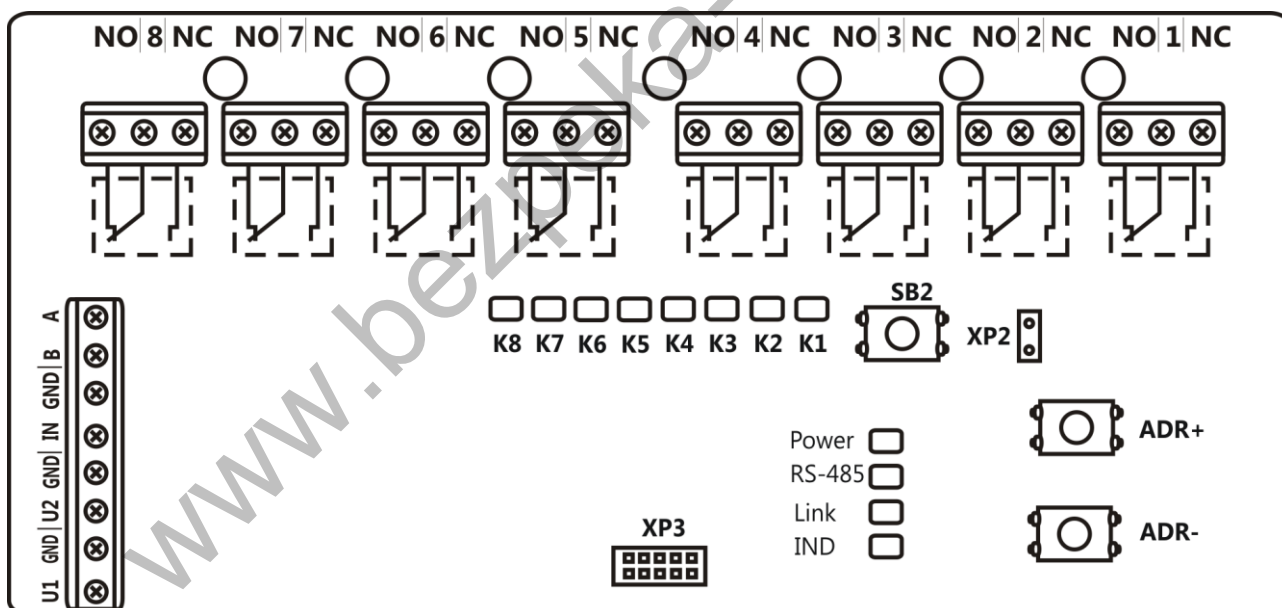 NO|8|NC NO|7|NC NO|6|NC NO|5|NC NO|4|NC NO|3|NC NO|2|NC NO|1|NC
A
B
GND|
IN
GND|
U2
GND|
U1
K8 K7 K6 K5 K4 K3 K2 K1
SB2
XP2
ADR+
Power
RS-485
Link
IND
ADR-
XP3
www.bezpeka-